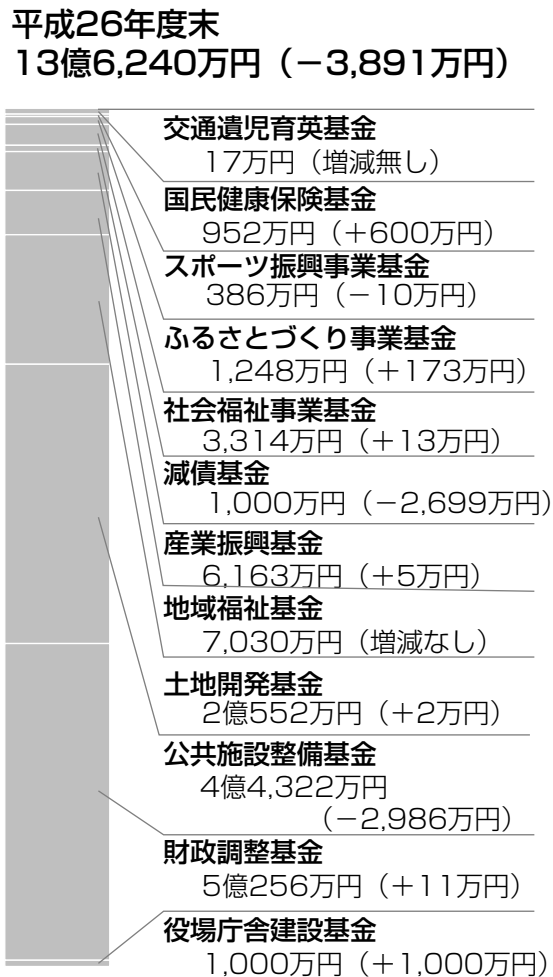 平成26年度末
13億6,240万円（－3,891万円）
交通遺児育英基金
17万円（増減無し）
国民健康保険基金
952万円（＋600万円）
スポーツ振興事業基金
386万円（－10万円）
ふるさとづくり事業基金
1,248万円（＋173万円）
社会福祉事業基金
3,314万円（＋13万円）
減債基金
1,000万円（－2,699万円）
産業振興基金
6,163万円（＋5万円）
地域福祉基金
7,030万円（増減なし）
土地開発基金
2億552万円（＋2万円）
公共施設整備基金
4億4,322万円
（－2,986万円）
財政調整基金
5億256万円（＋11万円）
役場庁舎建設基金
1,000万円（＋1,000万円）